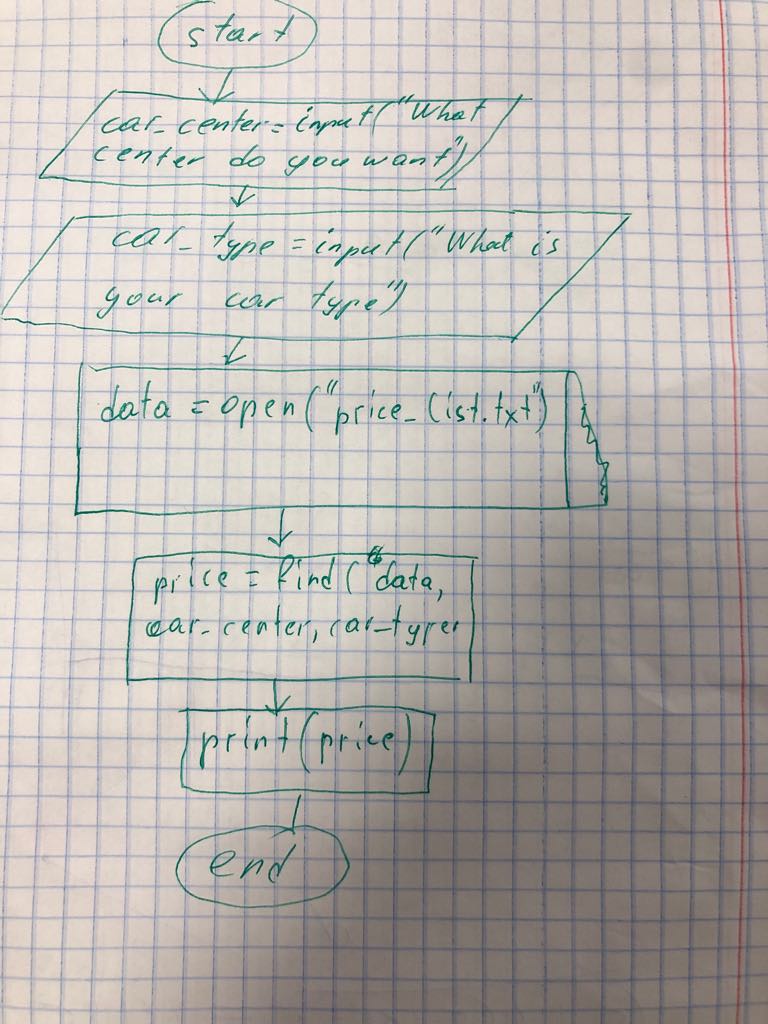 start
car_center=input("What
center do you want")
car_type=input("What is
your car type")
data = open("price_list.txt")
price = find("data,
car_center, car_type
print(price)
end